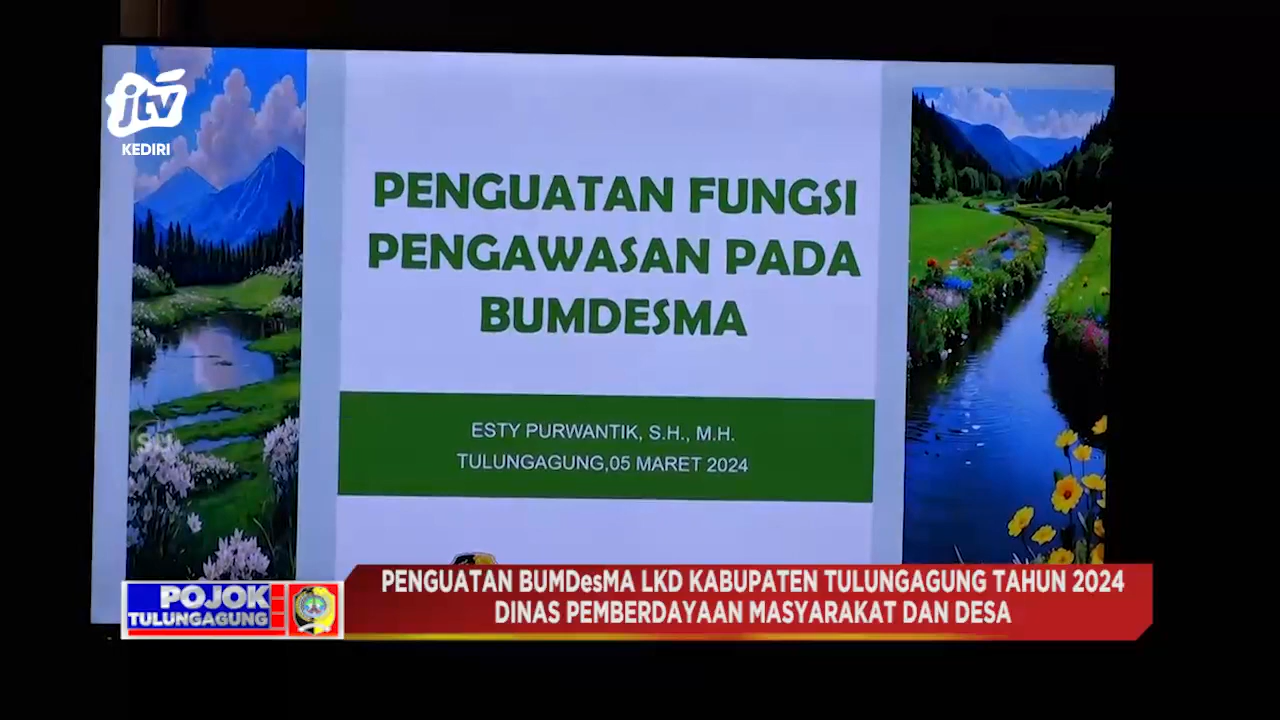 jtv
KEDIRI
PENGUATAN FUNGSI
PENGAWASAN PADA
BUMDESMA
ESTY PURWANTIK, S.H., M.H.
TULUNGAGUNG,05 MARET 2024
POJOK
TULUNGAGUNG
PENGUATAN BUMDesMA LKD KABUPATEN TULUNGAGUNG TAHUN 2024
DINAS PEMBERDAYAAN MASYARAKAT DAN DESA